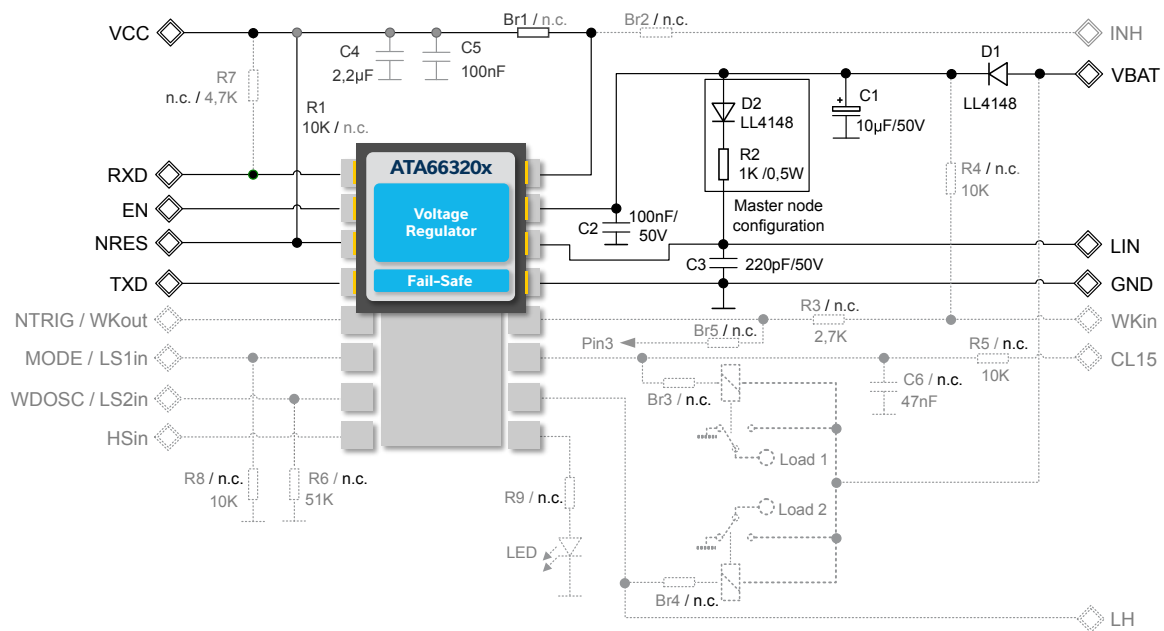 Br1 / n.c.
Br2 / n.c.
VCC
INH
C4
2,2µF
C5
100nF
D1
LL4148
VBAT
R7
n.c. / 4,7K
D2
LL4148
C1
+
10µF/50V
R1
10K / n.c.
R2
1K /0,5W
R4 / n.c.
10K
ATA66320x
RXD
Voltage
Regulator
EN
Master node
configuration
100nF/
50V
C2
NRES
LIN
C3
220pF/50V
Fail-Safe
TXD
GND
NTRIG / WKout
R3 / n.c.
2,7K
WKin
Br5 / n.c.
Pin3
MODE / LS1in
R5 / n.c.
10K
CL15
C6 / n.c.
47nF
Br3 / n.c.
WDOSC / LS2in
HSin
Load 1
R8 / n.c.
10K
R6 / n.c.
51K
R9 / n.c.
Load 2
LED
Br4 / n.c.
LH